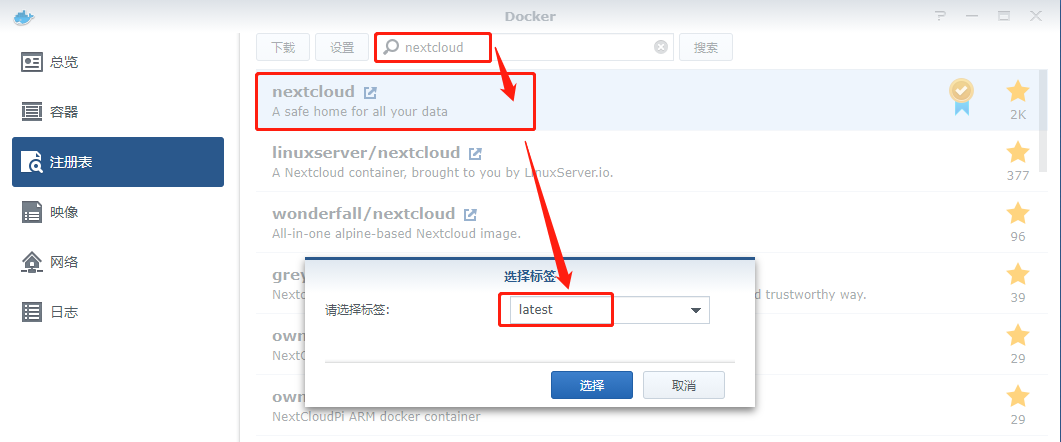 Docker
总览
容器
注册表
映像
网络
日志
下载
设置
nextcloud
搜索
nextcloud
A safe home for all your data
2K
linuxserver/nextcloud
A Nextcloud container, brought to you by LinuxServer.io.
377
wonderfall/nextcloud
All-in-one alpine-based Nextcloud image.
96
grey
Nextc
d trustworthy way.
39
own
NextC
29
own
NextCloudPi ARM docker container
29
选择标签
请选择标签:
latest
选择
取消